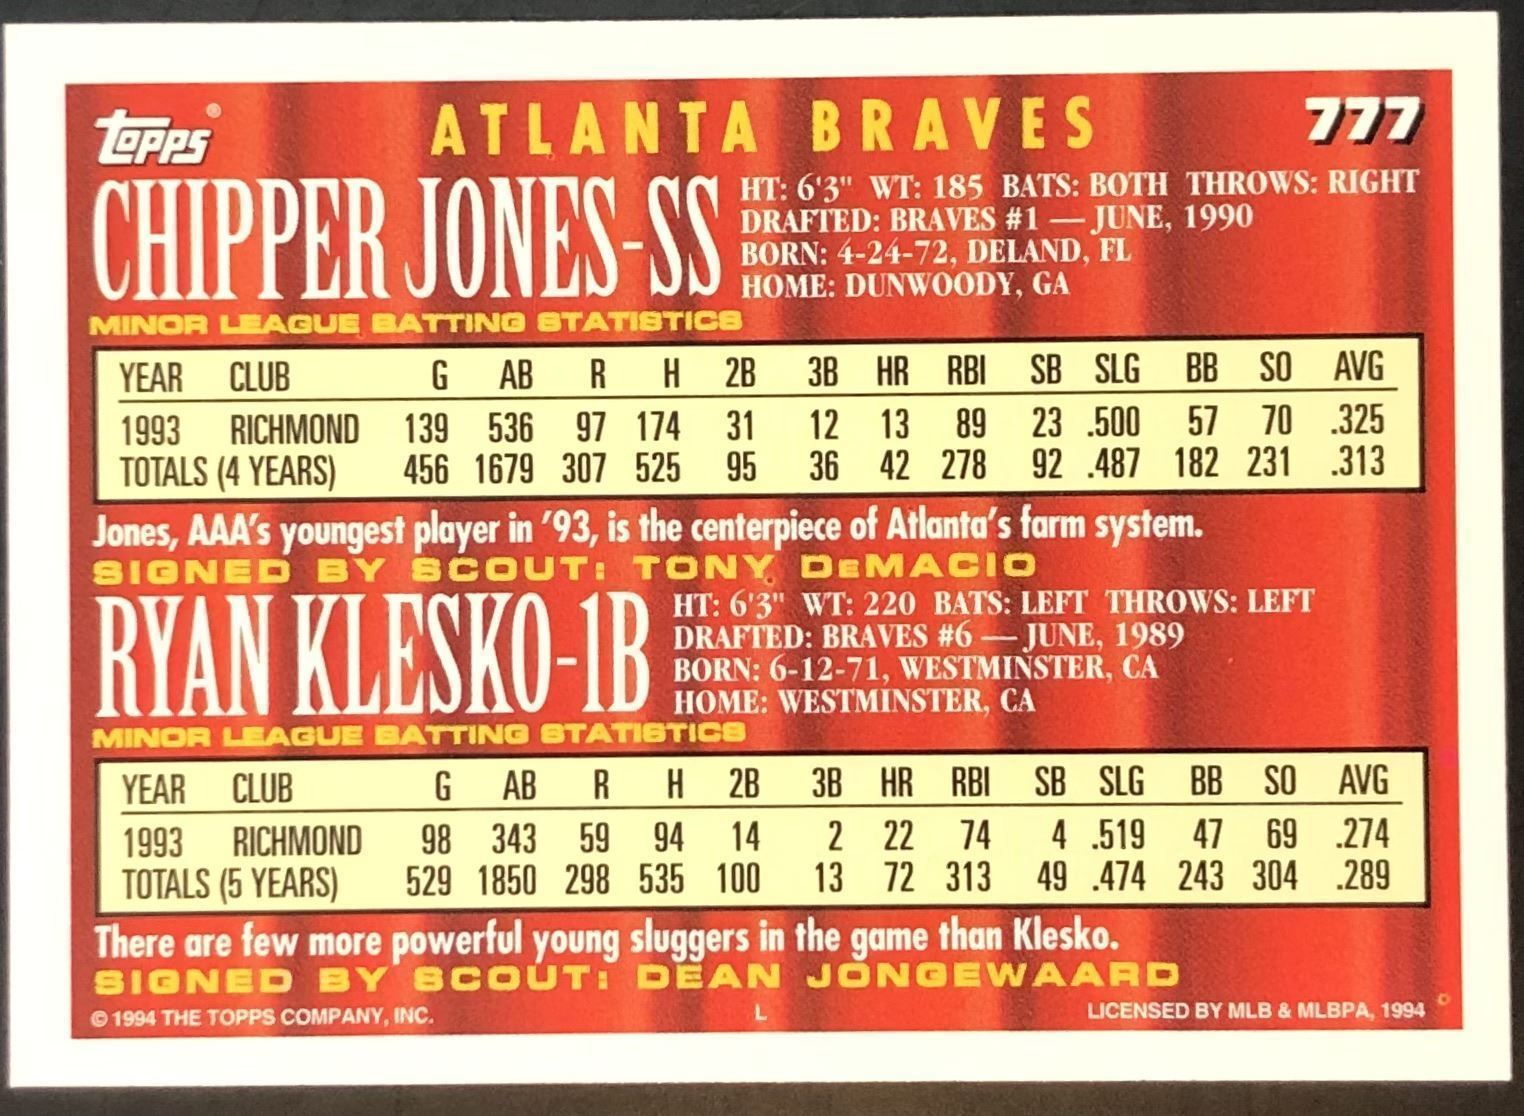 Topps® ATLANTA BRAVES 777
CHIPPER JONES-SS
HT: 6'3" WT: 185 BATS: BOTH THROWS: RIGHT
DRAFTED: BRAVES #1 — JUNE, 1990
BORN: 4-24-72, DELAND, FL
HOME: DUNWOODY, GA
MINOR LEAGUE BATTING STATISTICS
YEAR CLUB G AB R H 2B 3B HR RBI SB SLG BB SO AVG
1993 RICHMOND 139 536 97 174 31 12 13 89 23 .500 57 70 .325
TOTALS (4 YEARS) 456 1679 307 525 95 36 42 278 92 .487 182 231 .313
Jones, AAA's youngest player in '93, is the centerpiece of Atlanta's farm system.
SIGNED BY SCOUT: TONY DeMACIO
RYAN KLESKO-1B
HT: 6'3" WT: 220 BATS: LEFT THROWS: LEFT
DRAFTED: BRAVES #6 — JUNE, 1989
BORN: 6-12-71, WESTMINSTER, CA
HOME: WESTMINSTER, CA
MINOR LEAGUE BATTING STATISTICS
YEAR CLUB G AB R H 2B 3B HR RBI SB SLG BB SO AVG
1993 RICHMOND 98 343 59 94 14 2 22 74 4 .519 47 69 .274
TOTALS (5 YEARS) 529 1850 298 535 100 13 72 313 49 .474 243 304 .289
There are few more powerful young sluggers in the game than Klesko.
SIGNED BY SCOUT: DEAN JONGEWAARD
© 1994 THE TOPPS COMPANY, INC. L LICENSED BY MLB & MLBPA, 1994